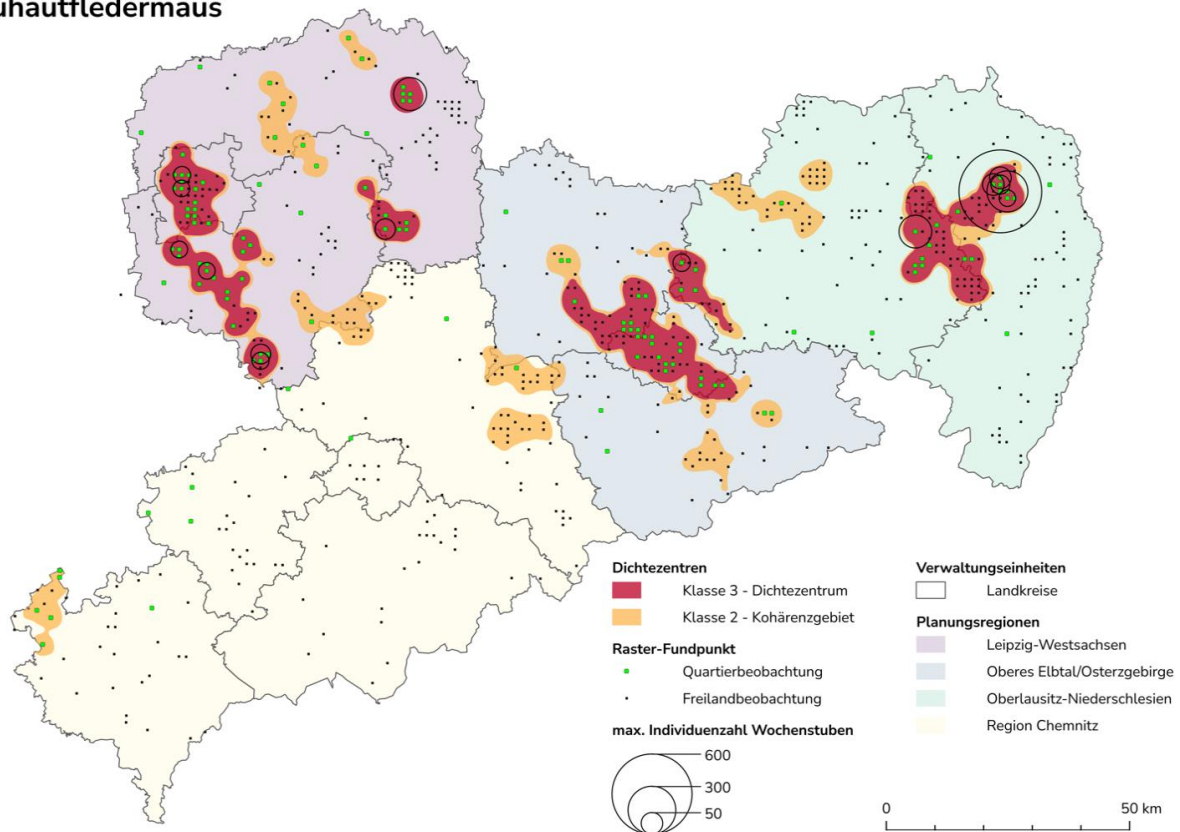 uhautfledermaus
Dichtezentren
Klasse 3 - Dichtezentrum
Klasse 2 - Kohärenzgebiet
Raster-Fundpunkt
Quartierbeobachtung
Freilandbeobachtung
max. Individuenzahl Wochenstuben
600
300
50
Verwaltungseinheiten
Landkreise
Planungsregionen
Leipzig-Westsachsen
Oberes Elbtal/Osterzgebirge
Oberlausitz-Niederschlesien
Region Chemnitz
0 50 km